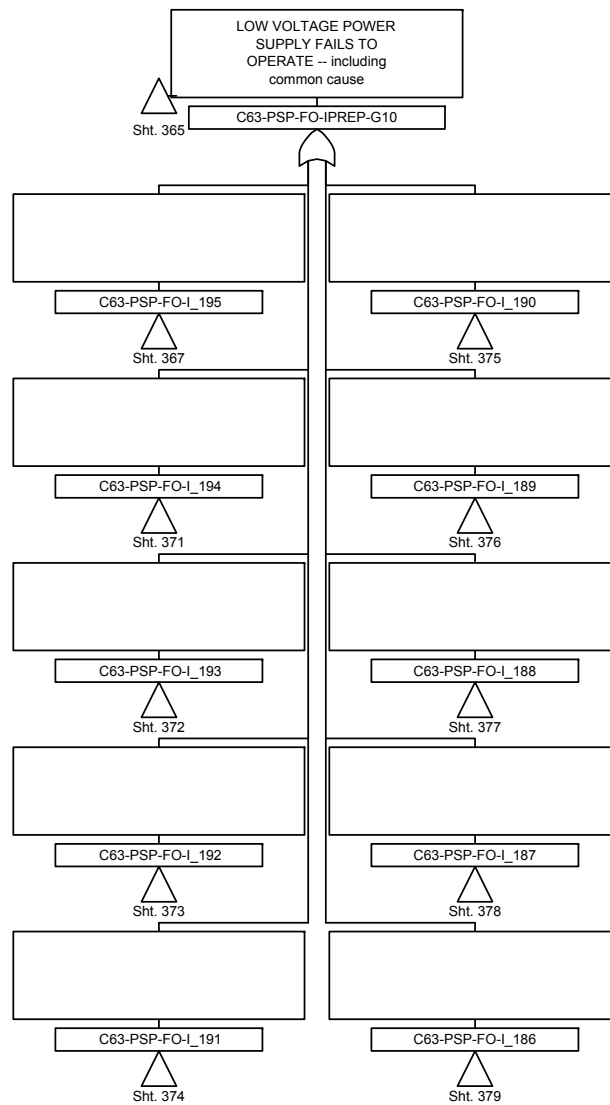 LOW VOLTAGE POWER
SUPPLY FAILS TO
OPERATE -- including
common cause
Sht. 365
C63-PSP-FO-IPREP-G10
C63-PSP-FO-I_195
Sht. 367
C63-PSP-FO-I_190
Sht. 375
C63-PSP-FO-I_194
Sht. 371
C63-PSP-FO-I_189
Sht. 376
C63-PSP-FO-I_193
Sht. 372
C63-PSP-FO-I_188
Sht. 377
C63-PSP-FO-I_192
Sht. 373
C63-PSP-FO-I_187
Sht. 378
C63-PSP-FO-I_191
Sht. 374
C63-PSP-FO-I_186
Sht. 379